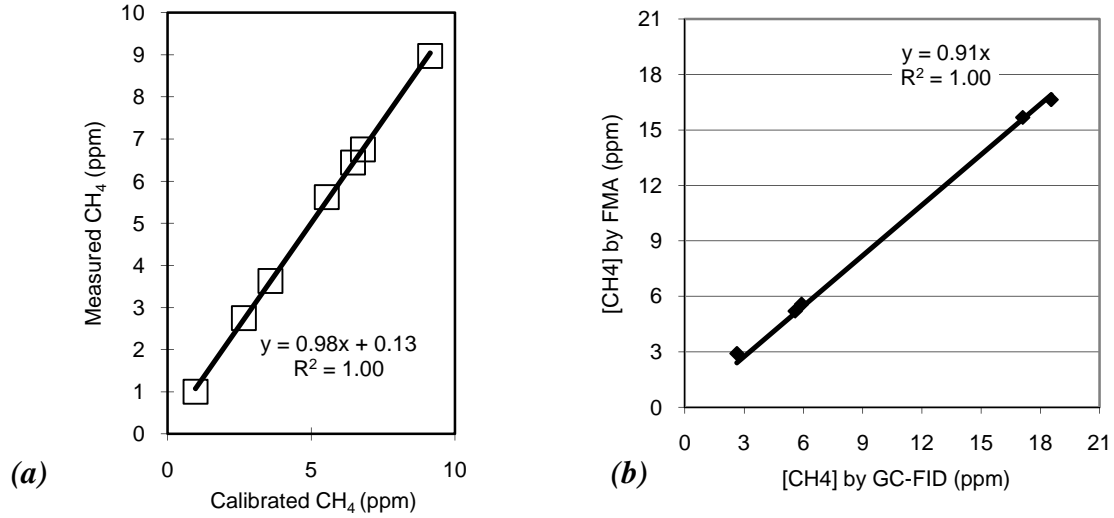 10
9
8
7
6
5
4
3
2
1
0
Measured CH₄ (ppm)
y = 0.98x + 0.13
R² = 1.00
0 5 10
Calibrated CH₄ (ppm)
(a)
21
18
15
12
9
6
3
0
[CH4] by FMA (ppm)
y = 0.91x
R² = 1.00
0 3 6 9 12 15 18 21
[CH4] by GC-FID (ppm)
(b)